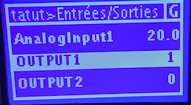 tatut>Entrées/Sorties G
AnalogInput1 20.0
OUTPUT1 1
OUTPUT2 0